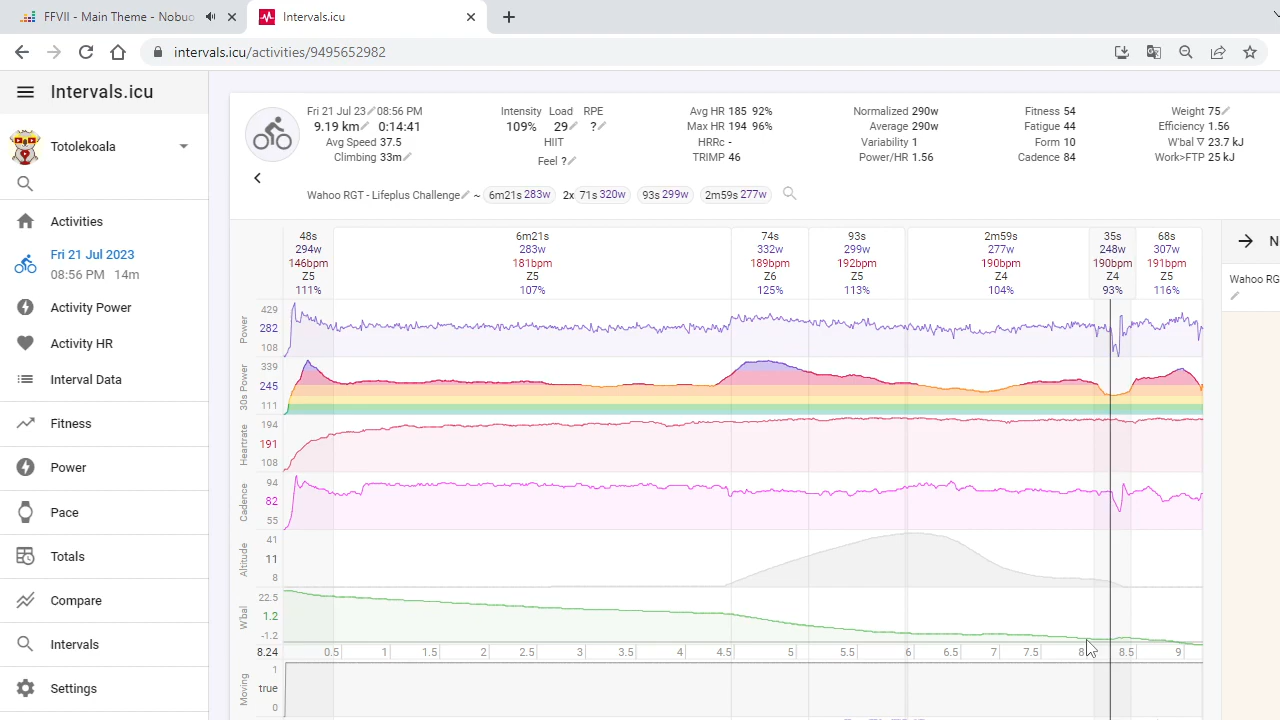 FFVII - Main Theme - Nobuo
Intervals.icu
intervals.icu/activities/9495652982
Intervals.icu
Totolekoala
Activities
Fri 21 Jul 2023
08:56 PM 14m
Activity Power
Activity HR
Interval Data
Fitness
Power
Pace
Totals
Compare
Intervals
Settings
Fri 21 Jul 23 08:56 PM
9.19 km 0:14:41
Avg Speed 37.5
Climbing 33m
Intensity Load RPE
109% 29 ?
HIIT
Feel ?
Avg HR 185 92%
Max HR 194 96%
HRRc -
TRIMP 46
Normalized 290w
Average 290w
Variability 1
Power/HR 1.56
Fitness 54
Fatigue 44
Form 10
Cadence 84
Weight 75
Efficiency 1.56
W'bal ∇ 23.7 kJ
Work>FTP 25 kJ
Wahoo RGT - Lifeplus Challenge ~ 6m21s 283w 2x 71s 320w 93s 299w 2m59s 277w
48s 6m21s 74s 93s 2m59s 35s 68s
294w 283w 332w 299w 277w 248w 307w
146bpm 181bpm 189bpm 192bpm 190bpm 190bpm 191bpm
Z5 Z5 Z6 Z5 Z4 Z4 Z5
111% 107% 125% 113% 104% 93% 116%
N
Wahoo RG
Power
429
282
108
30s Power
339
245
111
Heartrate
194
191
108
Cadence
94
82
55
Altitude
41
11
8
W'bal
22.5
1.2
-1.2
8.24 0.5 1 1.5 2 2.5 3 3.5 4 4.5 5 5.5 6 6.5 7 7.5 8 8.5 9
Moving
1
true
0